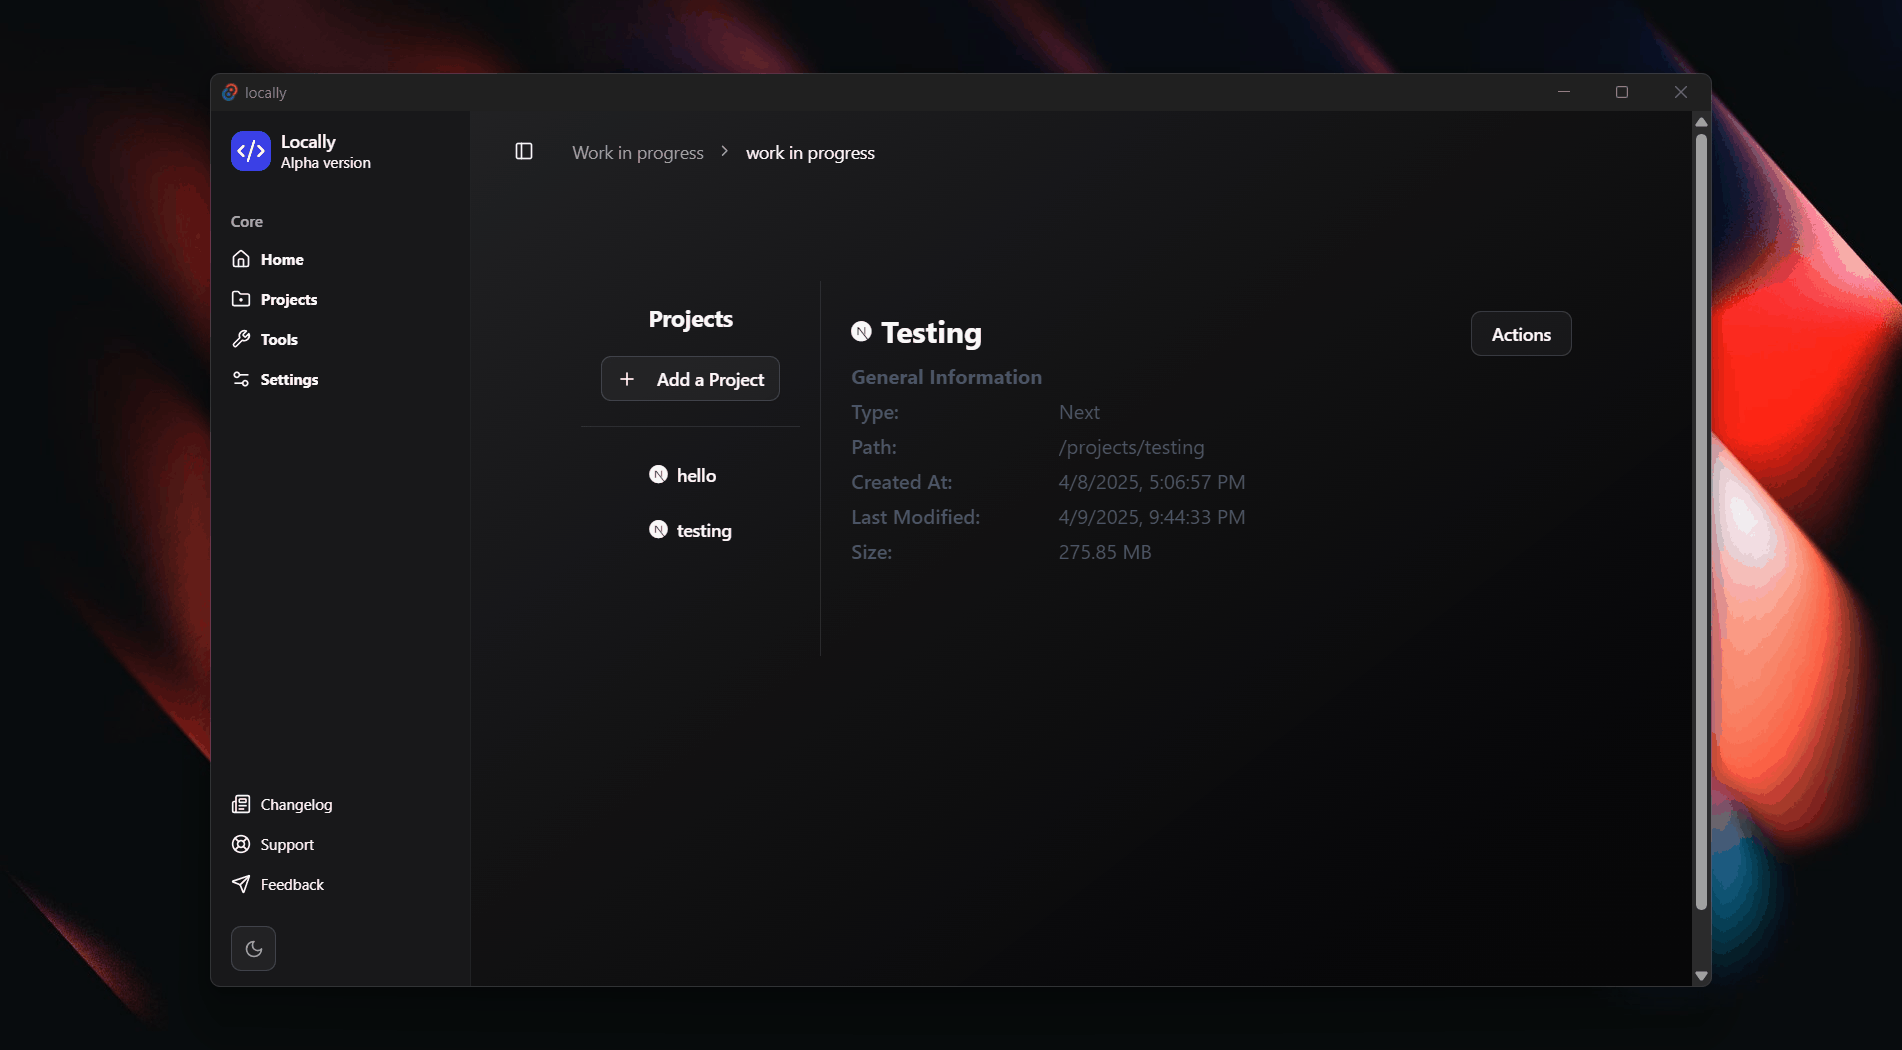 locally
Locally
Alpha version
Core
Home
Projects
Tools
Settings
Changelog
Support
Feedback
Work in progress > work in progress
Projects
+ Add a Project
N hello
N testing
N Testing
Actions
General Information
Type: Next
Path: /projects/testing
Created At: 4/8/2025, 5:06:57 PM
Last Modified: 4/9/2025, 9:44:33 PM
Size: 275.85 MB